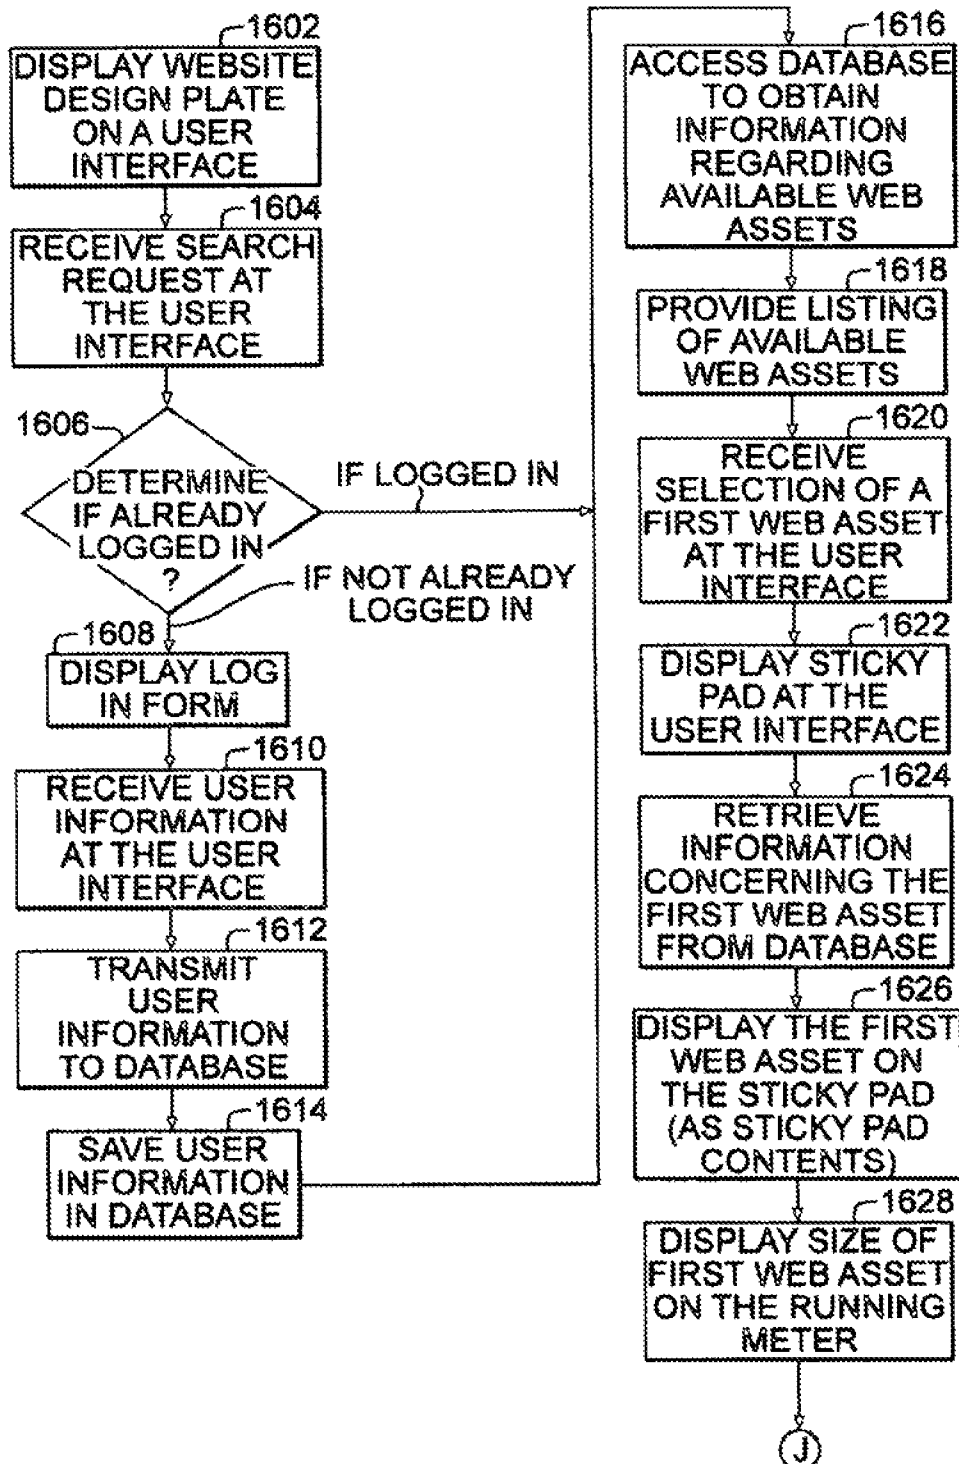 1602
DISPLAY WEBSITE
DESIGN PLATE
ON A USER
INTERFACE
1604
RECEIVE SEARCH
REQUEST AT
THE USER
INTERFACE
1606
DETERMINE
IF ALREADY
LOGGED IN
?
IF LOGGED IN
IF NOT ALREADY
LOGGED IN
1608
DISPLAY LOG
IN FORM
1610
RECEIVE USER
INFORMATION
AT THE USER
INTERFACE
1612
TRANSMIT
USER
INFORMATION
TO DATABASE
1614
SAVE USER
INFORMATION
IN DATABASE
1616
ACCESS DATABASE
TO OBTAIN
INFORMATION
REGARDING
AVAILABLE WEB
ASSETS
1618
PROVIDE LISTING
OF AVAILABLE
WEB ASSETS
1620
RECEIVE
SELECTION OF A
FIRST WEB ASSET
AT THE USER
INTERFACE
1622
DISPLAY STICKY
PAD AT THE
USER INTERFACE
1624
RETRIEVE
INFORMATION
CONCERNING THE
FIRST WEB ASSET
FROM DATABASE
1626
DISPLAY THE FIRST
WEB ASSET ON
THE STICKY PAD
(AS STICKY PAD
CONTENTS)
1628
DISPLAY SIZE OF
FIRST WEB ASSET
ON THE RUNNING
METER
J